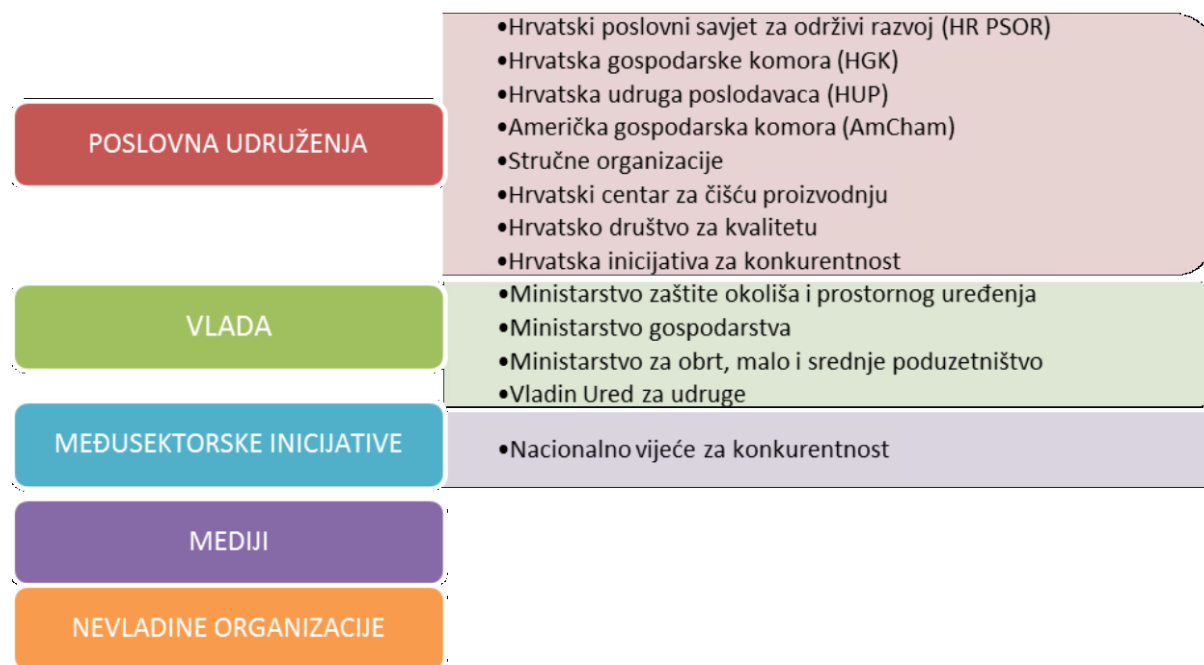 POSLOVNA UDRUŽENJA
•Hrvatski poslovni savjet za održivi razvoj (HR PSOR)
•Hrvatska gospodarske komora (HGK)
•Hrvatska udruga poslodavaca (HUP)
•Američka gospodarska komora (AmCham)
•Stručne organizacije
•Hrvatski centar za čišću proizvodnju
•Hrvatsko društvo za kvalitetu
•Hrvatska inicijativa za konkurentnost
VLADA
•Ministarstvo zaštite okoliša i prostornog uređenja
•Ministarstvo gospodarstva
•Ministarstvo za obrt, malo i srednje poduzetništvo
•Vladin Ured za udruge
MEĐUSEKTORSKE INICIJATIVE
•Nacionalno vijeće za konkurentnost
MEDIJI
NEVLADINE ORGANIZACIJE